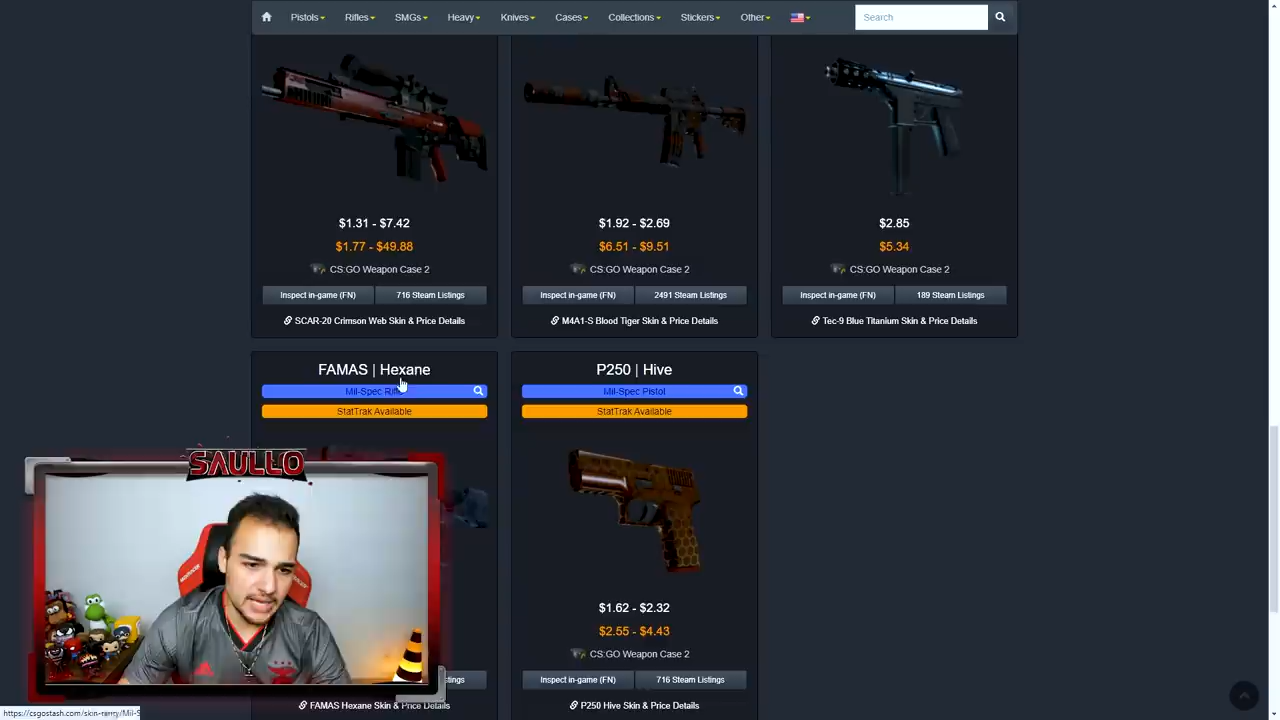 Pistols Rifles SMGs Heavy Knives Cases Collections Stickers Other Search
$1.31 - $7.42
$1.77 - $49.88
CS:GO Weapon Case 2
Inspect in-game (FN) 716 Steam Listings
SCAR-20 Crimson Web Skin & Price Details
$1.92 - $2.69
$6.51 - $9.51
CS:GO Weapon Case 2
Inspect in-game (FN) 2491 Steam Listings
M4A1-S Blood Tiger Skin & Price Details
$2.85
$5.34
CS:GO Weapon Case 2
Inspect in-game (FN) 189 Steam Listings
Tec-9 Blue Titanium Skin & Price Details
FAMAS | Hexane
Mil-Spec
StatTrak Available
SAULLO
FAMAS Hexane Skin & Price Details
P250 | Hive
Mil-Spec Pistol
StatTrak Available
$1.62 - $2.32
$2.55 - $4.43
CS:GO Weapon Case 2
Inspect in-game (FN) 716 Steam Listings
P250 Hive Skin & Price Details